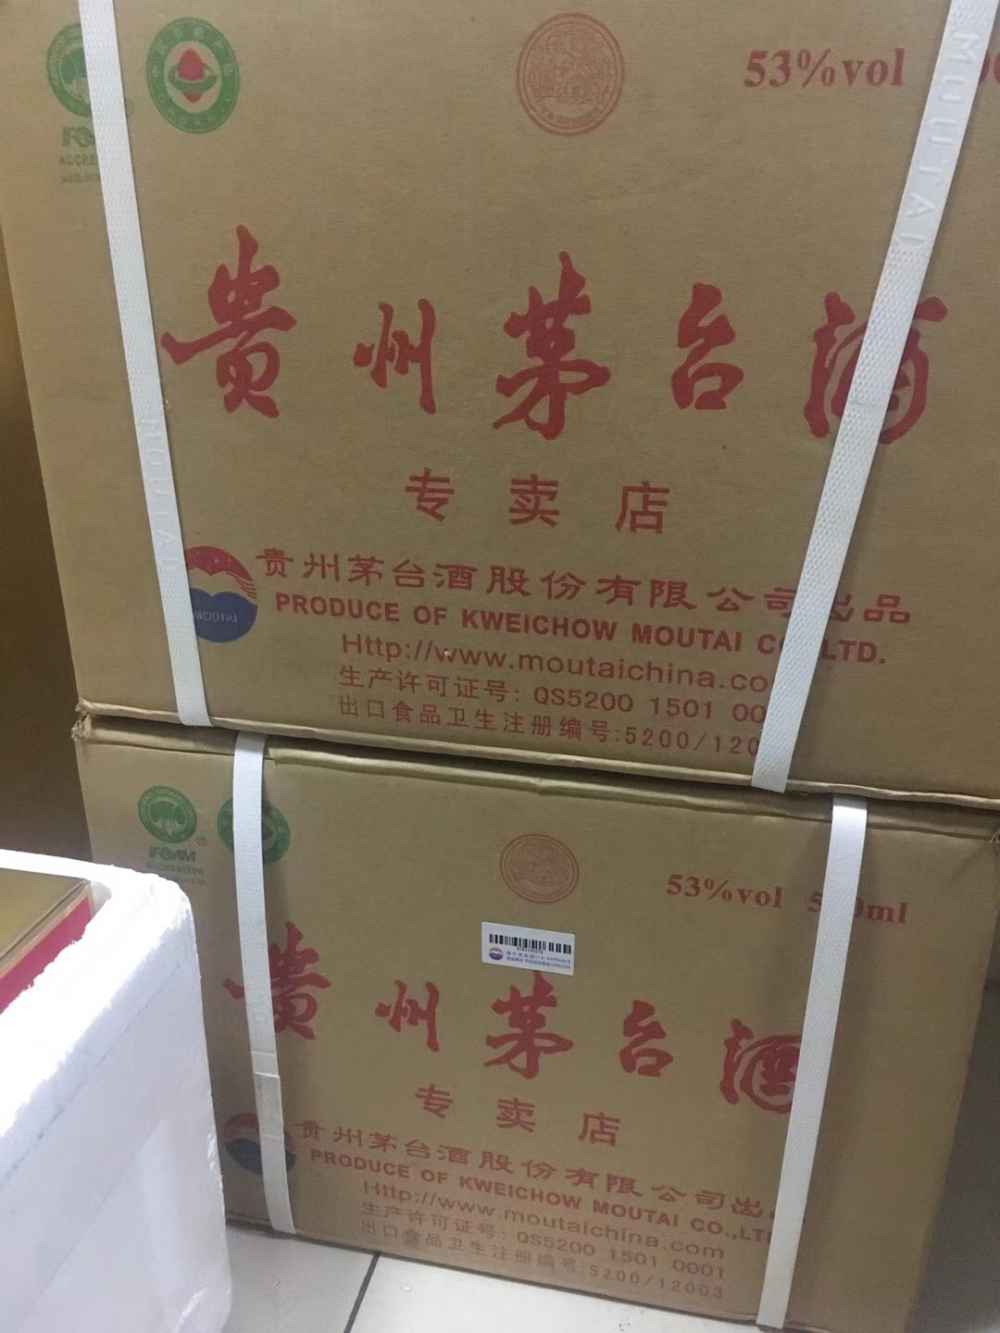 53%vol
MOUTAI
贵州茅台酒
专卖店
贵州茅台酒股份有限公司出品
PRODUCE OF KWEICHOW MOUTAI CO LTD.
Http://www.moutaichina.co
生产许可证号: QS5200 1501 00
出口食品卫生注册编号:5200/120
IFOAM
53%vol 500ml
贵州茅台酒
专卖店
贵州茅台酒股份有限公司出
PRODUCE OF KWEICHOW MOUTAI CO.,LT
Http://www.moutaichina.com
生产许可证号: QS5200 1501 0001
出口食品卫生注册编号:5200/12003